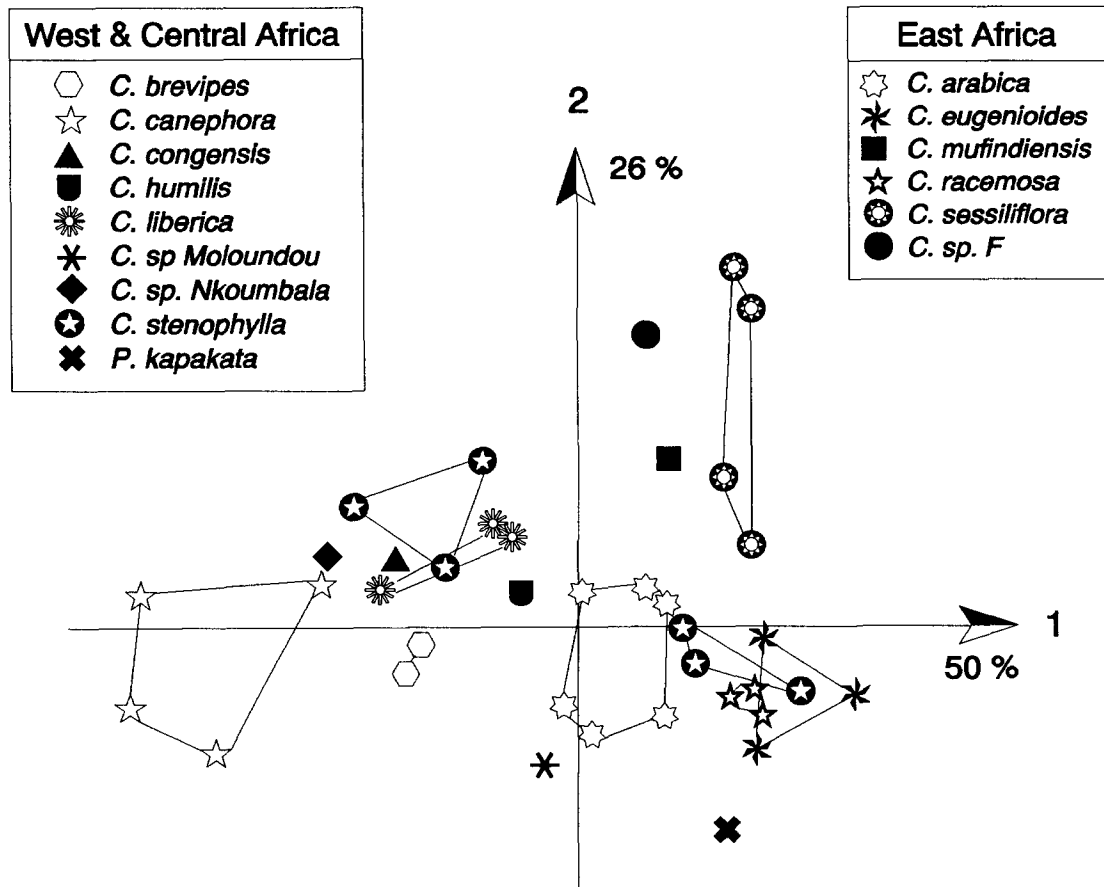 West & Central Africa
C. brevipes
C. canephora
C. congensis
C. humilis
C. liberica
C. sp Moloundou
C. sp. Nkoumbala
C. stenophylla
P. kapakata
East Africa
C. arabica
C. eugenioides
C. mufindiensis
C. racemosa
C. sessiliflora
C. sp. F
2
26 %
1
50 %